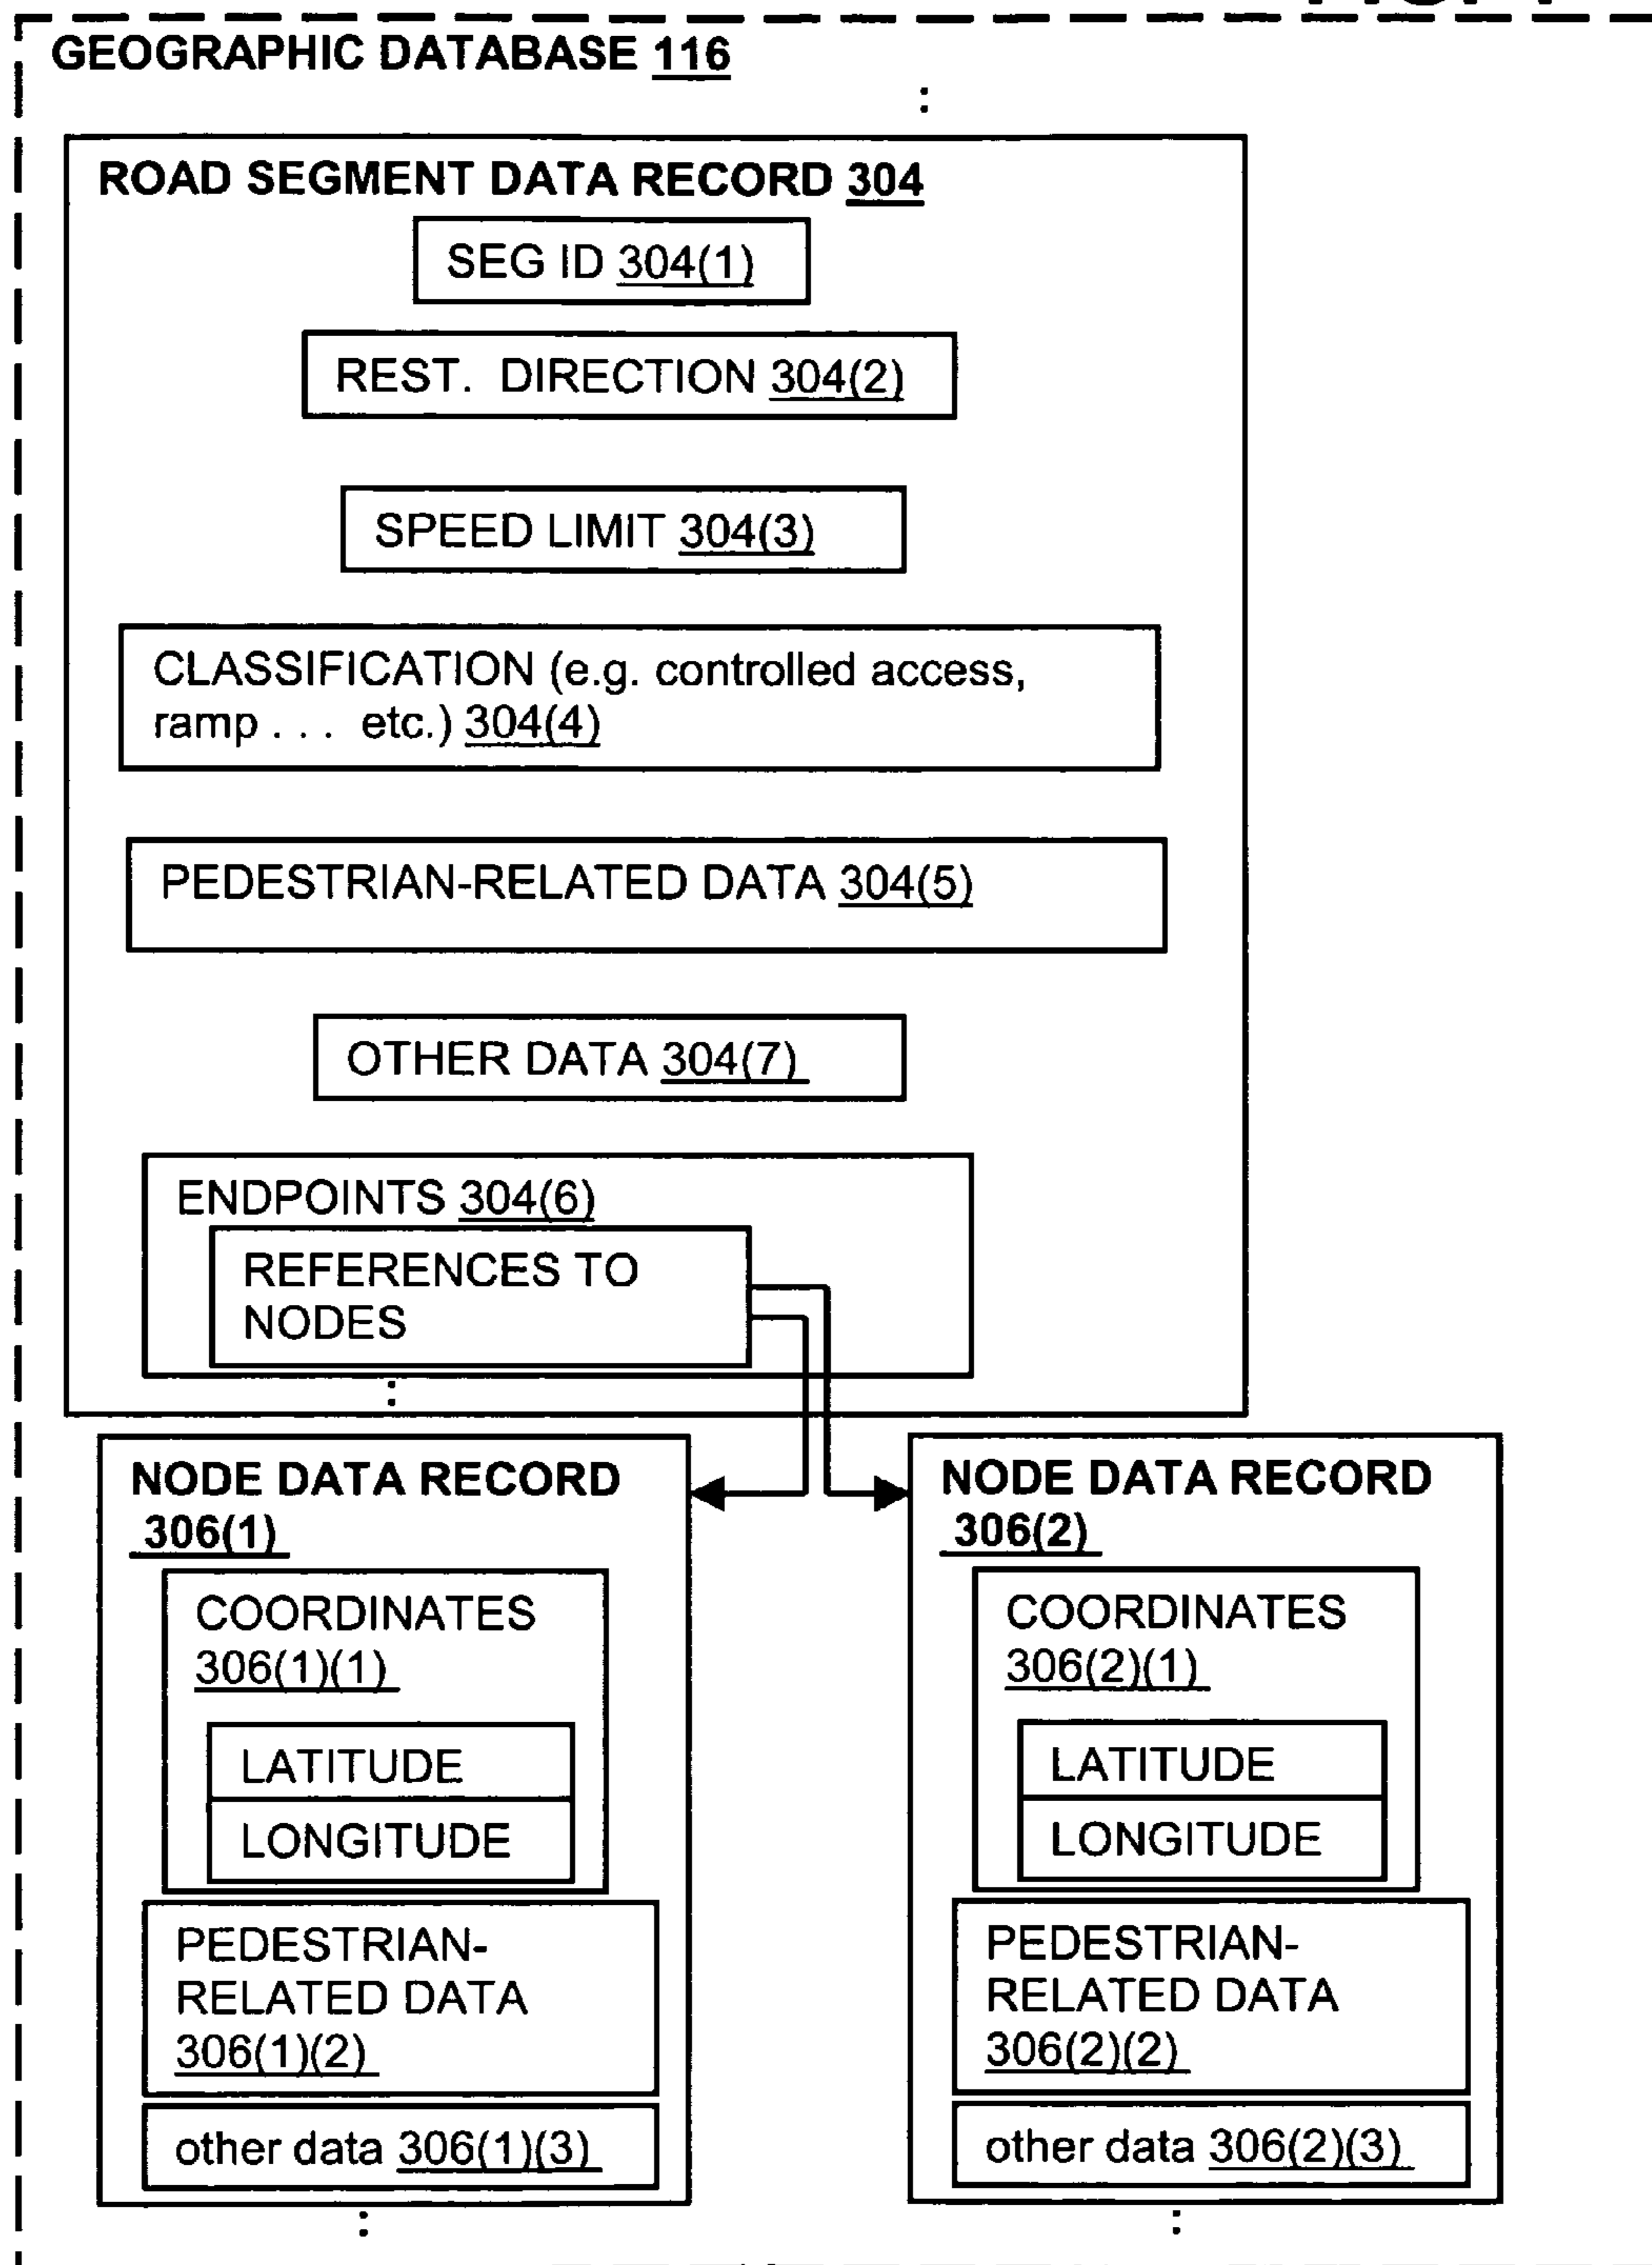 GEOGRAPHIC DATABASE 116
:
ROAD SEGMENT DATA RECORD 304
SEG ID 304(1)
REST. DIRECTION 304(2)
SPEED LIMIT 304(3)
CLASSIFICATION (e.g. controlled access,
ramp . . . etc.) 304(4)
PEDESTRIAN-RELATED DATA 304(5)
OTHER DATA 304(7)
ENDPOINTS 304(6)
REFERENCES TO
NODES
:
NODE DATA RECORD
306(1)
COORDINATES
306(1)(1)
LATITUDE
LONGITUDE
PEDESTRIAN-
RELATED DATA
306(1)(2)
other data 306(1)(3)
:
NODE DATA RECORD
306(2)
COORDINATES
306(2)(1)
LATITUDE
LONGITUDE
PEDESTRIAN-
RELATED DATA
306(2)(2)
other data 306(2)(3)
: